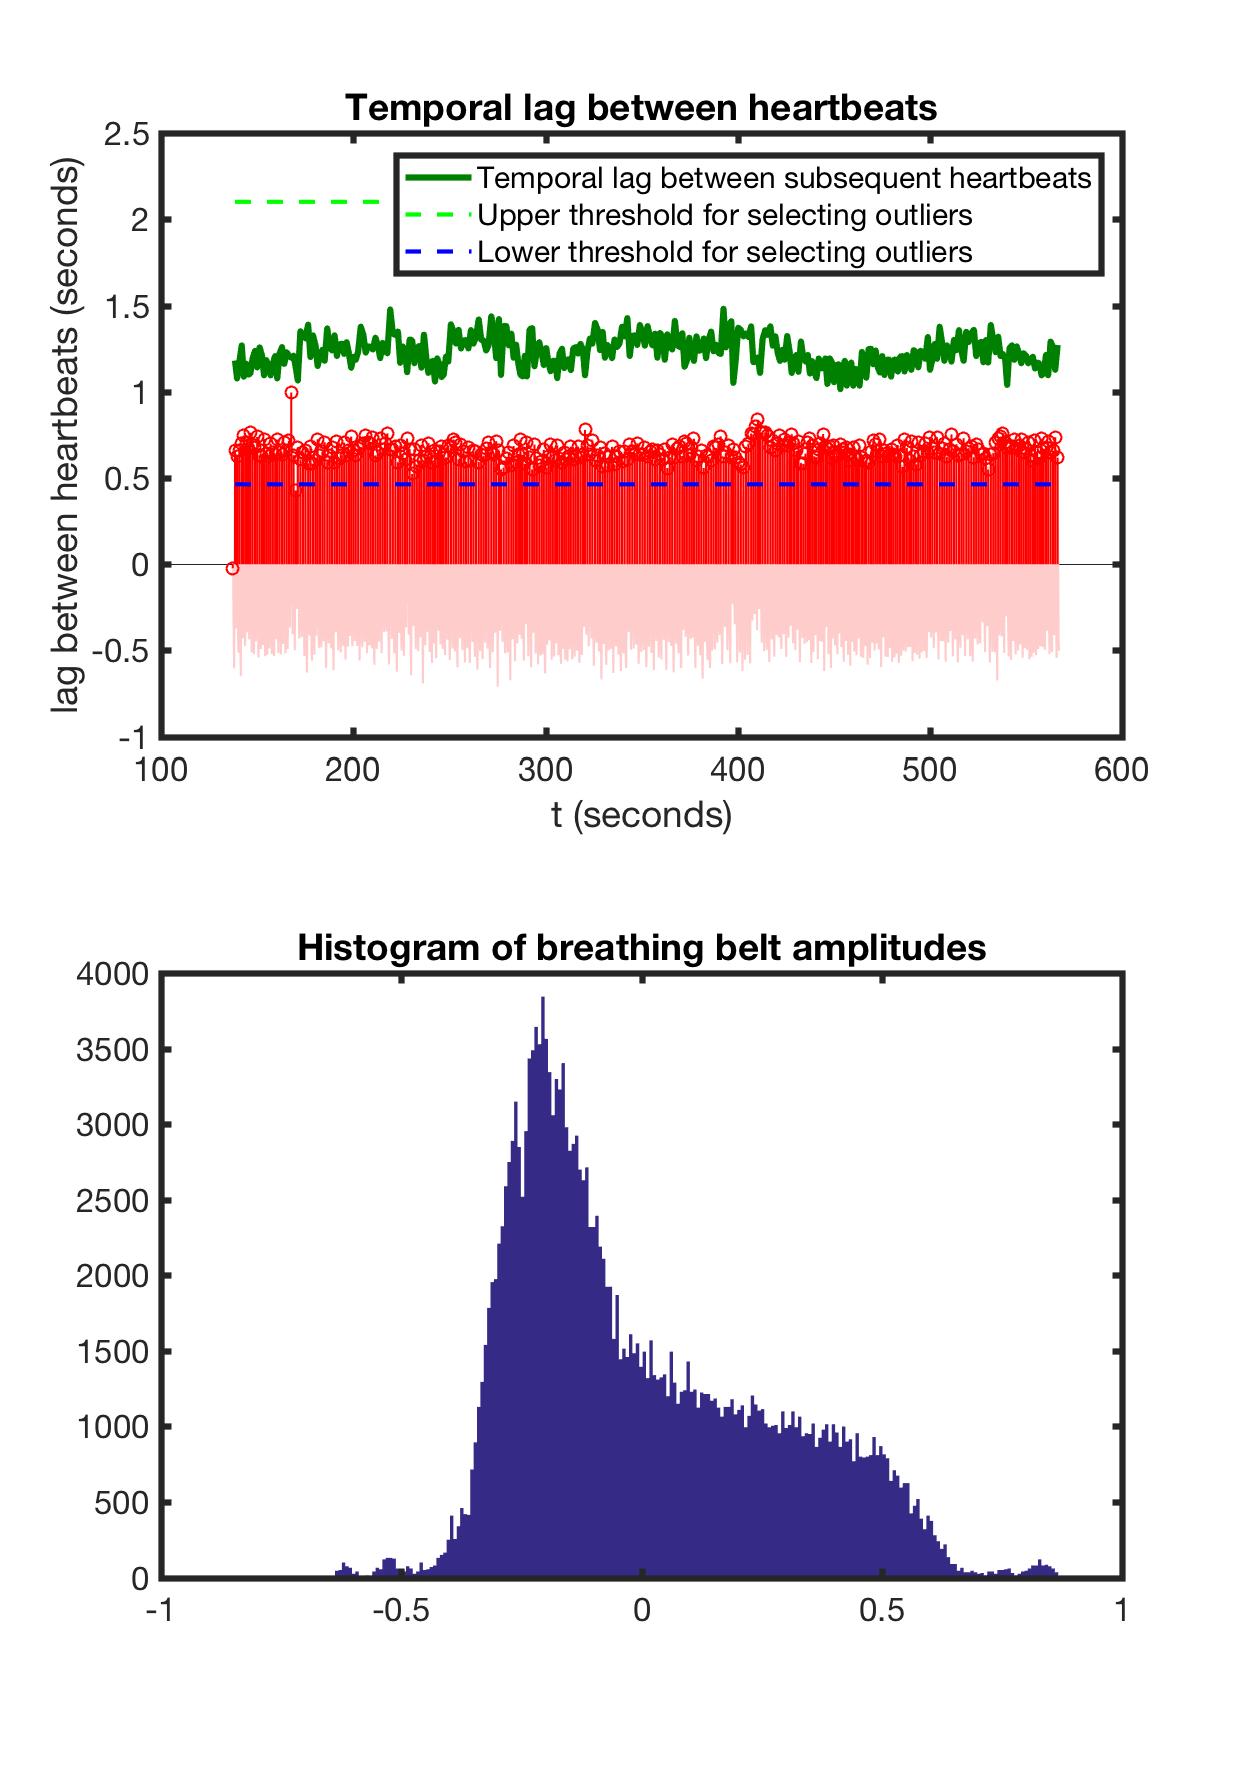 Temporal lag between heartbeats
2.5
2
1.5
1
0.5
0
-0.5
-1
lag between heartbeats (seconds)
Temporal lag between subsequent heartbeats
Upper threshold for selecting outliers
Lower threshold for selecting outliers
100 200 300 400 500 600
t (seconds)
Histogram of breathing belt amplitudes
4000
3500
3000
2500
2000
1500
1000
500
0
-1 -0.5 0 0.5 1